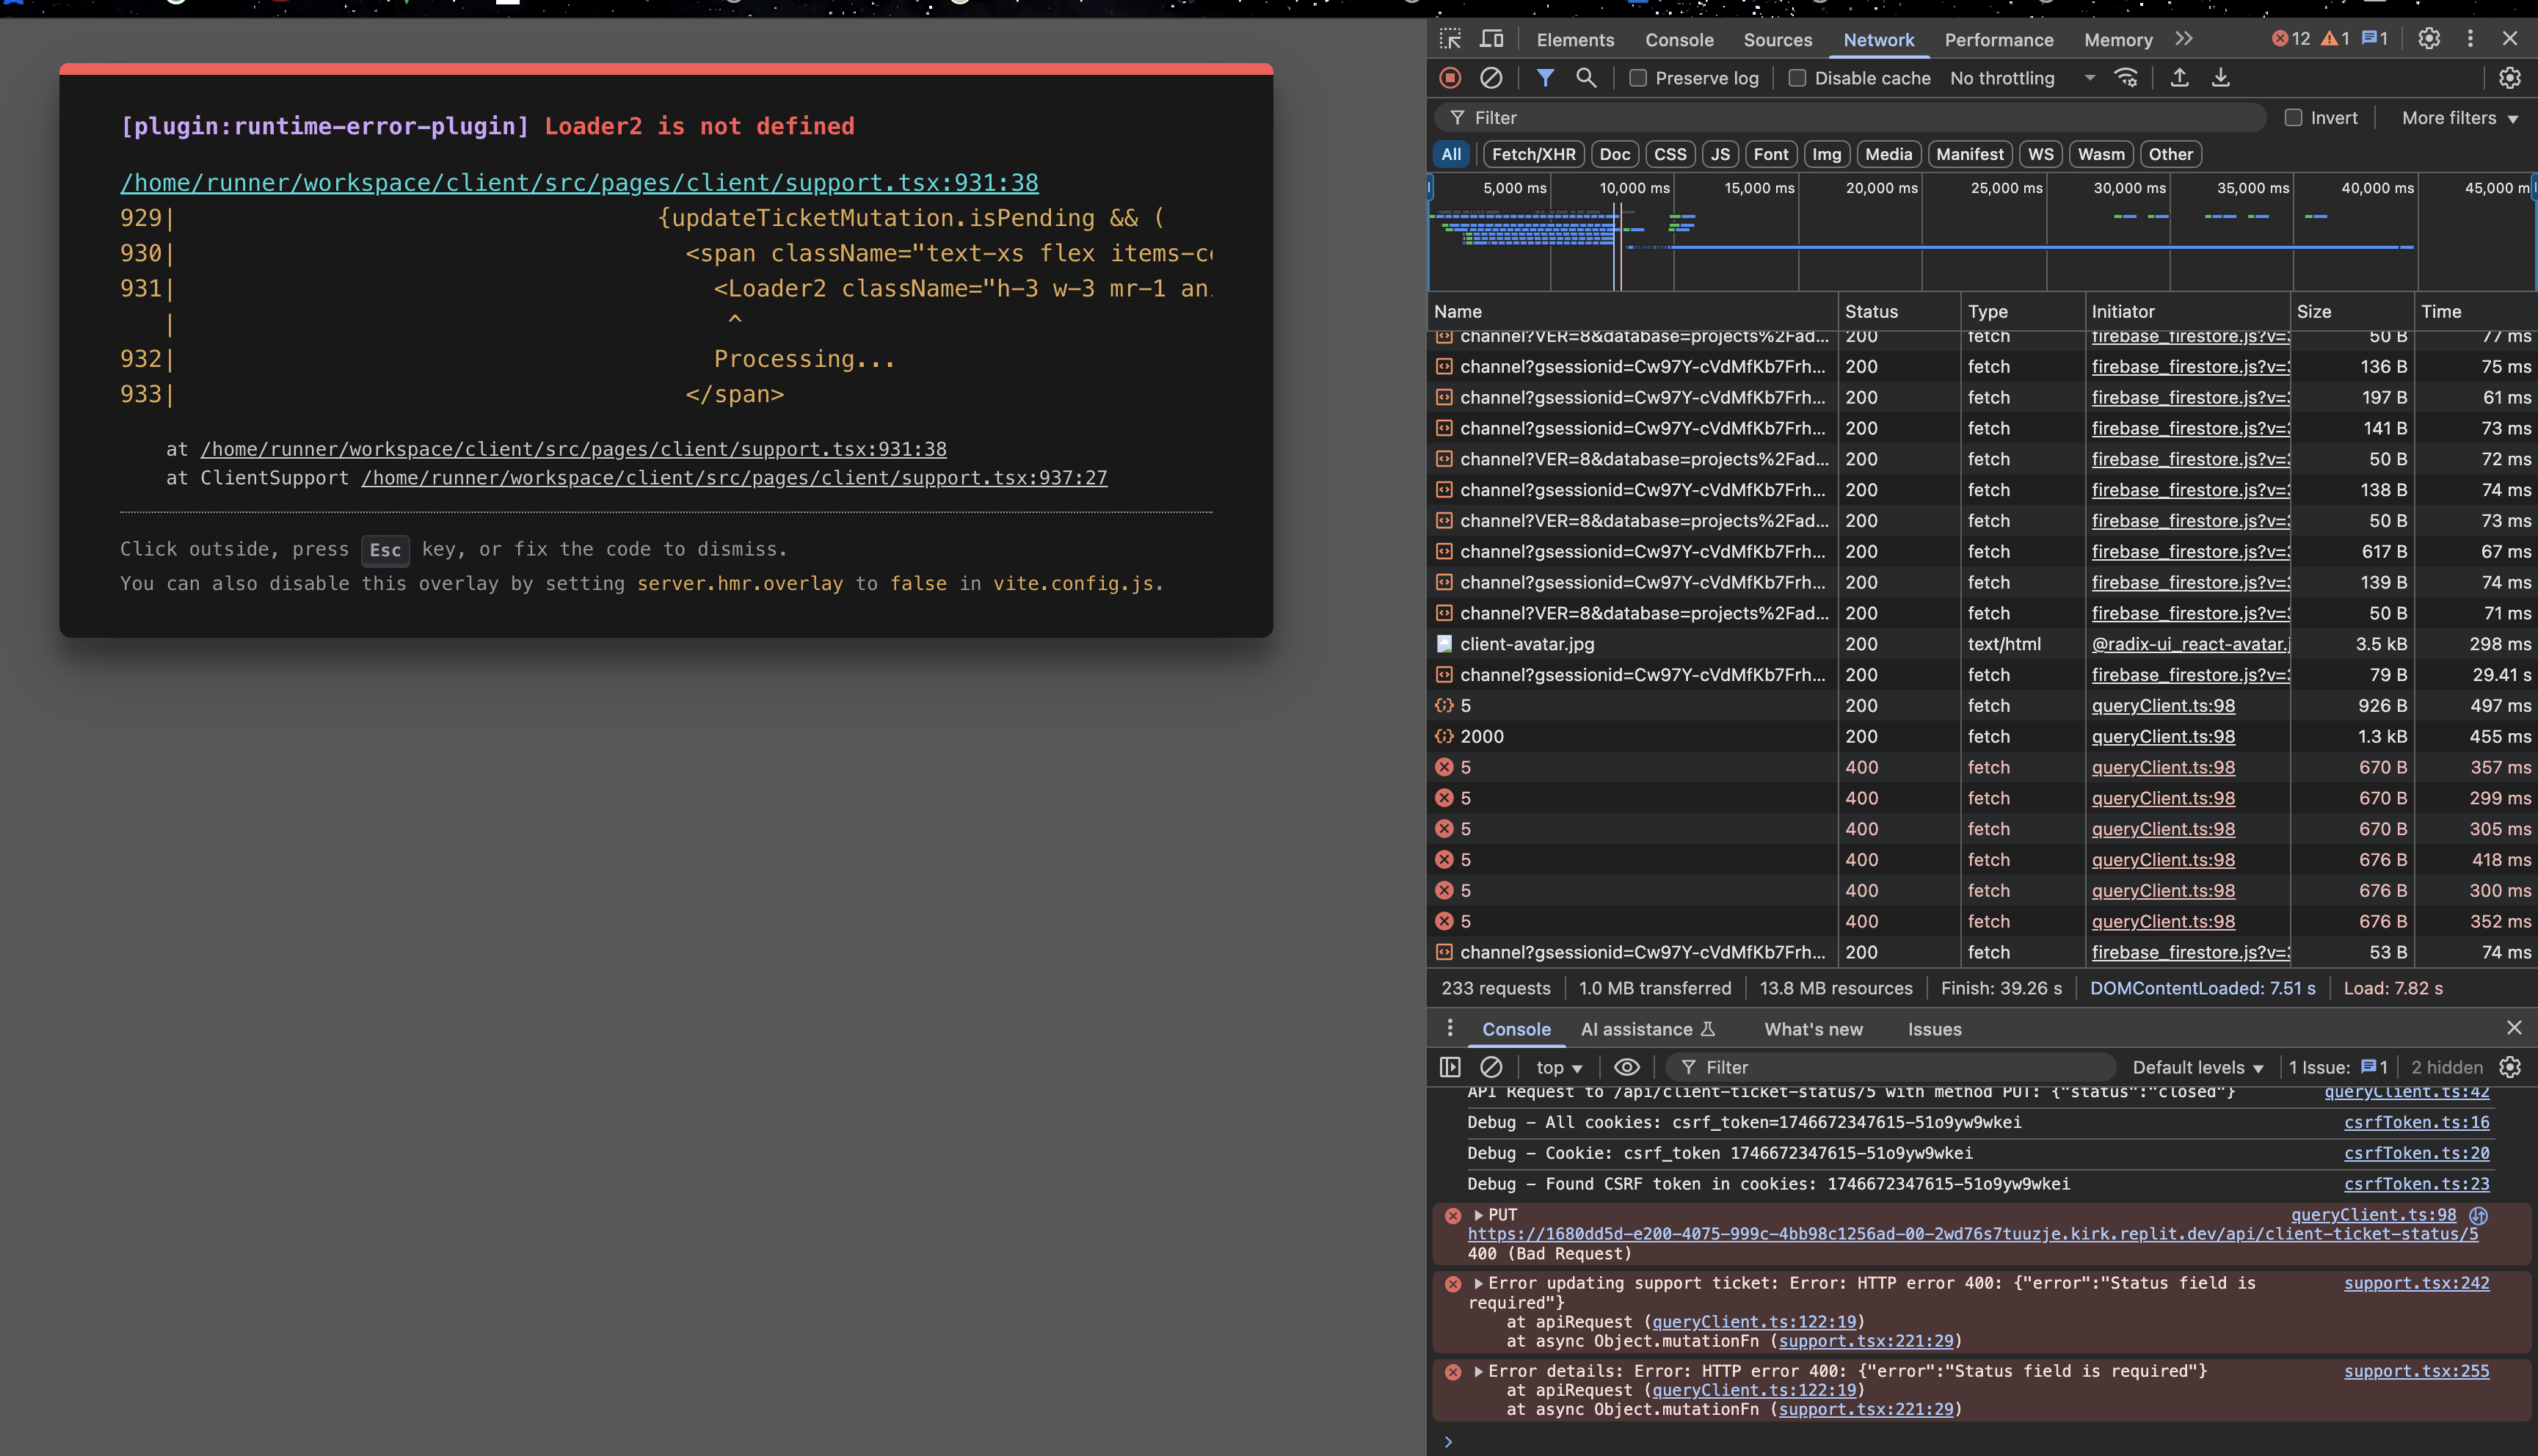 [plugin:runtime-error-plugin] Loader2 is not defined
/home/runner/workspace/client/src/pages/client/support.tsx:931:38
929| {updateTicketMutation.isPending && (
930| <span className="text-xs flex items-ce
931| <Loader2 className="h-3 w-3 mr-1 an
| ^
932| Processing...
933| </span>
at /home/runner/workspace/client/src/pages/client/support.tsx:931:38
at ClientSupport /home/runner/workspace/client/src/pages/client/support.tsx:937:27
Click outside, press Esc key, or fix the code to dismiss.
You can also disable this overlay by setting server.hmr.overlay to false in vite.config.js.
Elements Console Sources Network Performance Memory 12 1 1
Preserve log Disable cache No throttling
Filter Invert More filters
All Fetch/XHR Doc CSS JS Font Img Media Manifest WS Wasm Other
5,000 ms 10,000 ms 15,000 ms 20,000 ms 25,000 ms 30,000 ms 35,000 ms 40,000 ms 45,000 m
Name Status Type Initiator Size Time
channel?VER=8&database=projects%2Fad... 200 fetch firebase_firestore.js?v=3 50 B 77 ms
channel?gsessionid=Cw97Y-cVdMfKb7Frh... 200 fetch firebase_firestore.js?v=3 136 B 75 ms
channel?gsessionid=Cw97Y-cVdMfKb7Frh... 200 fetch firebase_firestore.js?v=3 197 B 61 ms
channel?gsessionid=Cw97Y-cVdMfKb7Frh... 200 fetch firebase_firestore.js?v=3 141 B 73 ms
channel?VER=8&database=projects%2Fad... 200 fetch firebase_firestore.js?v=3 50 B 72 ms
channel?gsessionid=Cw97Y-cVdMfKb7Frh... 200 fetch firebase_firestore.js?v=3 138 B 74 ms
channel?VER=8&database=projects%2Fad... 200 fetch firebase_firestore.js?v=3 50 B 73 ms
channel?gsessionid=Cw97Y-cVdMfKb7Frh... 200 fetch firebase_firestore.js?v=3 617 B 67 ms
channel?gsessionid=Cw97Y-cVdMfKb7Frh... 200 fetch firebase_firestore.js?v=3 139 B 74 ms
channel?VER=8&database=projects%2Fad... 200 fetch firebase_firestore.js?v=3 50 B 71 ms
client-avatar.jpg 200 text/html @radix-ui_react-avatar.j 3.5 kB 298 ms
channel?gsessionid=Cw97Y-cVdMfKb7Frh... 200 fetch firebase_firestore.js?v=3 79 B 29.41 s
5 200 fetch queryClient.ts:98 926 B 497 ms
2000 200 fetch queryClient.ts:98 1.3 kB 455 ms
5 400 fetch queryClient.ts:98 670 B 357 ms
5 400 fetch queryClient.ts:98 670 B 299 ms
5 400 fetch queryClient.ts:98 670 B 305 ms
5 400 fetch queryClient.ts:98 676 B 418 ms
5 400 fetch queryClient.ts:98 676 B 300 ms
5 400 fetch queryClient.ts:98 676 B 352 ms
channel?gsessionid=Cw97Y-cVdMfKb7Frh... 200 fetch firebase_firestore.js?v=3 53 B 74 ms
233 requests 1.0 MB transferred 13.8 MB resources Finish: 39.26 s DOMContentLoaded: 7.51 s Load: 7.82 s
Console AI assistance What's new Issues
top Filter Default levels 1 Issue: 1 2 hidden
API Request to /api/client-ticket-status/5 with method PUT: {"status":"closed"} queryClient.ts:42
Debug – All cookies: csrf_token=1746672347615-51o9yw9wkei csrfToken.ts:16
Debug – Cookie: csrf_token 1746672347615-51o9yw9wkei csrfToken.ts:20
Debug – Found CSRF token in cookies: 1746672347615-51o9yw9wkei csrfToken.ts:23
PUT queryClient.ts:98
https://1680dd5d-e200-4075-999c-4bb98c1256ad-00-2wd76s7tuuzje.kirk.replit.dev/api/client-ticket-status/5
400 (Bad Request)
Error updating support ticket: Error: HTTP error 400: {"error":"Status field is support.tsx:242
required"}
at apiRequest (queryClient.ts:122:19)
at async Object.mutationFn (support.tsx:221:29)
Error details: Error: HTTP error 400: {"error":"Status field is required"} support.tsx:255
at apiRequest (queryClient.ts:122:19)
at async Object.mutationFn (support.tsx:221:29)